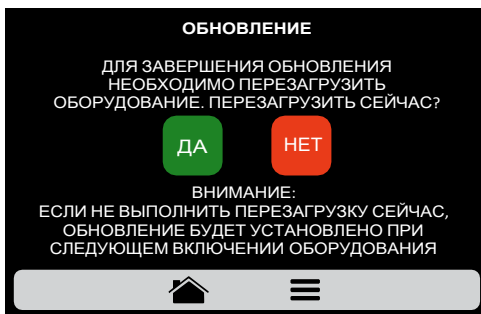 ОБНОВЛЕНИЕ
ДЛЯ ЗАВЕРШЕНИЯ ОБНОВЛЕНИЯ
НЕОБХОДИМО ПЕРЕЗАГРУЗИТЬ
ОБОРУДОВАНИЕ. ПЕРЕЗАГРУЗИТЬ СЕЙЧАС?
ДА НЕТ
ВНИМАНИЕ:
ЕСЛИ НЕ ВЫПОЛНИТЬ ПЕРЕЗАГРУЗКУ СЕЙЧАС,
ОБНОВЛЕНИЕ БУДЕТ УСТАНОВЛЕНО ПРИ
СЛЕДУЮЩЕМ ВКЛЮЧЕНИИ ОБОРУДОВАНИЯ